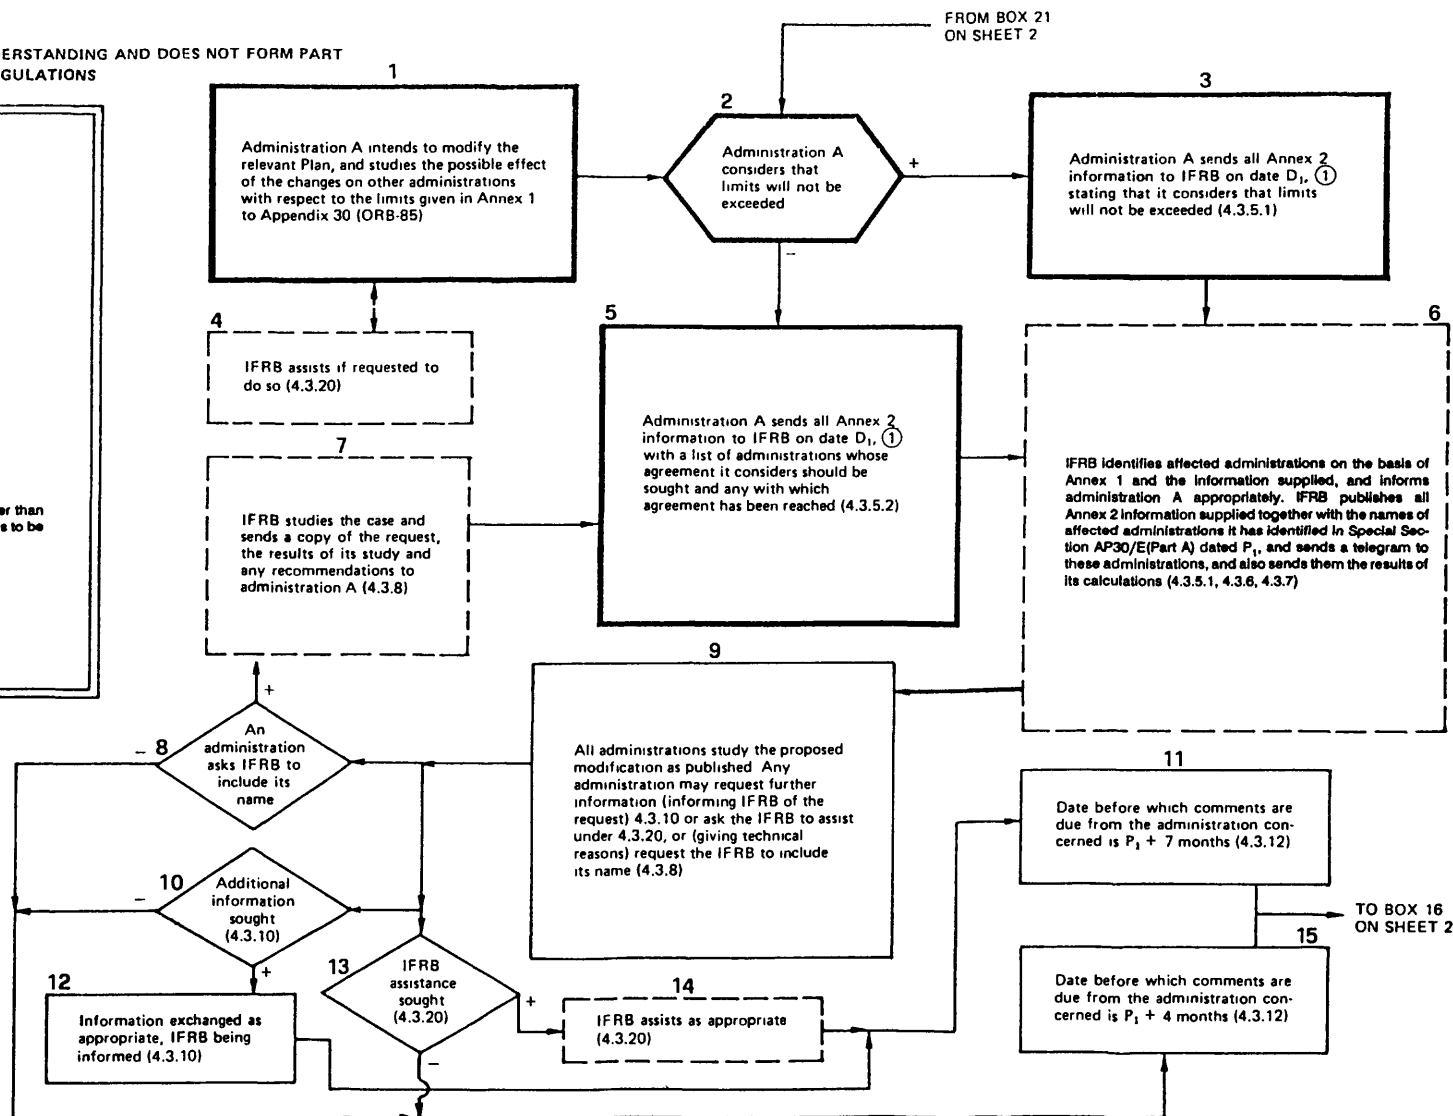 FROM BOX 21
ON SHEET 2
ERSTANDING AND DOES NOT FORM PART
GULATIONS
1
Administration A intends to modify the
relevant Plan, and studies the possible effect
of the changes on other administrations
with respect to the limits given in Annex 1
to Appendix 30 (ORB-85)
2
Administration A
considers that
limits will not be
exceeded
+
–
3
Administration A sends all Annex 2
information to IFRB on date D₁, ①
stating that it considers that limits
will not be exceeded (4.3.5.1)
4
IFRB assists if requested to
do so (4.3.20)
5
Administration A sends all Annex 2
information to IFRB on date D₁, ①
with a list of administrations whose
agreement it considers should be
sought and any with which
agreement has been reached (4.3.5.2)
6
IFRB identifies affected administrations on the basis of
Annex 1 and the information supplied, and informs
administration A appropriately. IFRB publishes all
Annex 2 information supplied together with the names of
affected administrations it has identified in Special Sec-
tion AP30/E(Part A) dated P₁, and sends a telegram to
these administrations, and also sends them the results of
its calculations (4.3.5.1, 4.3.6, 4.3.7)
7
IFRB studies the case and
sends a copy of the request,
the results of its study and
any recommendations to
administration A (4.3.8)
er than
s to be
+
– 8
An
administration
asks IFRB to
include its
name
9
All administrations study the proposed
modification as published Any
administration may request further
information (informing IFRB of the
request) 4.3.10 or ask the IFRB to assist
under 4.3.20, or (giving technical
reasons) request the IFRB to include
its name (4.3.8)
10
–
Additional
information
sought
(4.3.10)
+
11
Date before which comments are
due from the administration con-
cerned is P₁ + 7 months (4.3.12)
TO BOX 16
ON SHEET 2
12
Information exchanged as
appropriate, IFRB being
informed (4.3.10)
13
IFRB
assistance
sought
(4.3.20)
+
–
14
IFRB assists as appropriate
(4.3.20)
15
Date before which comments are
due from the administration con-
cerned is P₁ + 4 months (4.3.12)